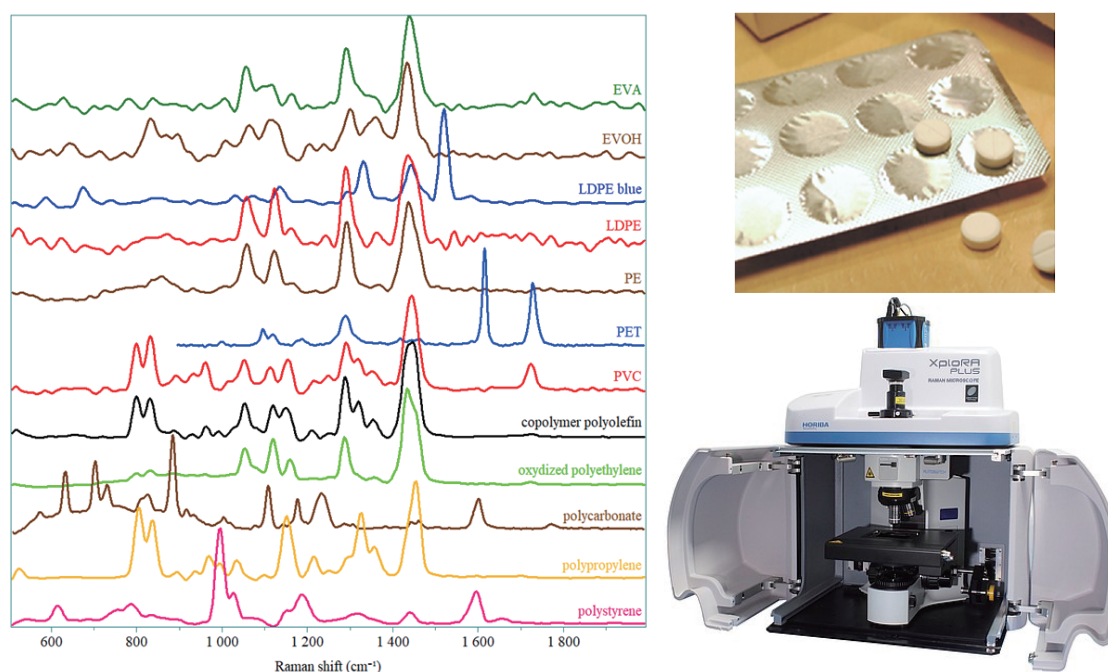 EVA
EVOH
LDPE blue
LDPE
PE
PET
PVC
copolymer polyolefin
oxydized polyethylene
polycarbonate
polypropylene
polystyrene
600 800 1 000 1 200 1 400 1 600 1 800
Raman shift (cm⁻¹)
XploRA
PLUS
RAMAN MICROSCOPE
HORIBA